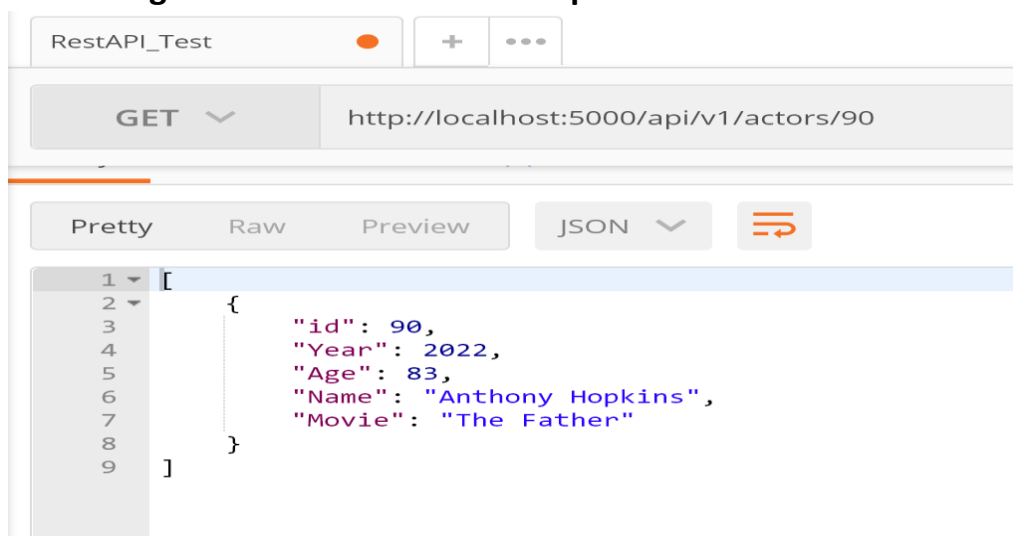 RestAPI_Test
GET http://localhost:5000/api/v1/actors/90
Pretty Raw Preview JSON
1 [
2 {
3 "id": 90,
4 "Year": 2022,
5 "Age": 83,
6 "Name": "Anthony Hopkins",
7 "Movie": "The Father"
8 }
9 ]